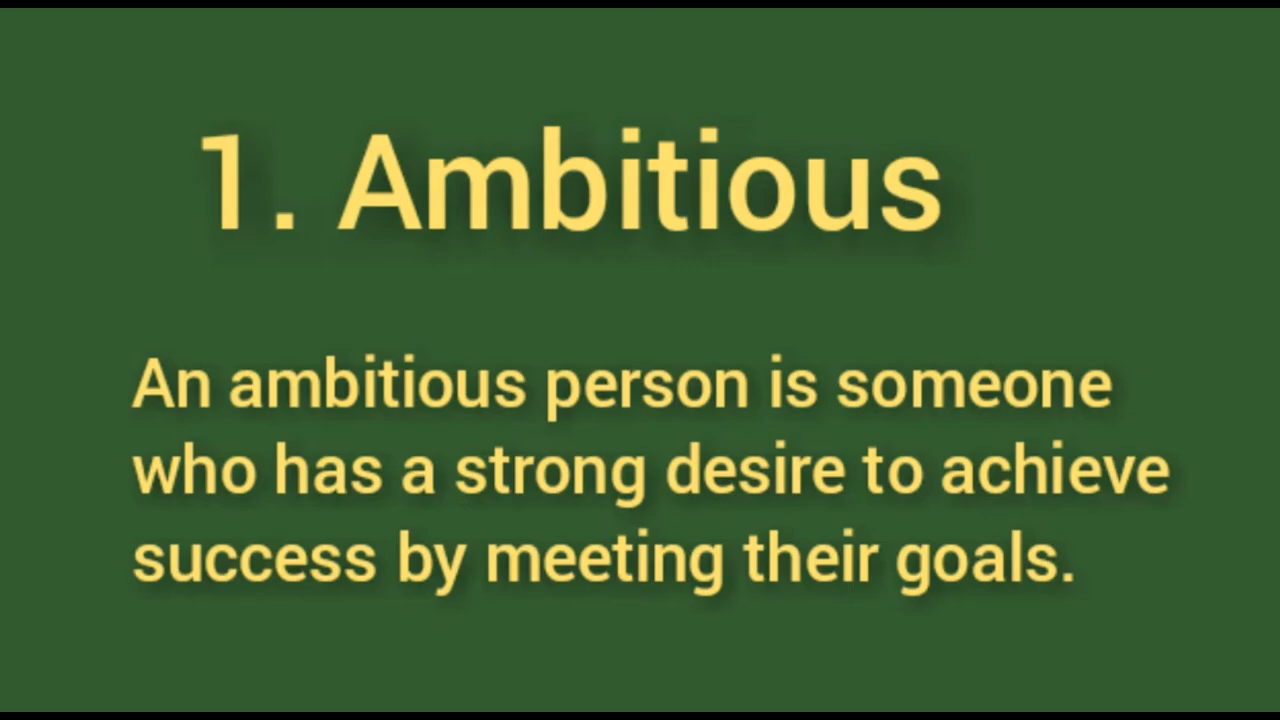 1. Ambitious
An ambitious person is someone
who has a strong desire to achieve
success by meeting their goals.